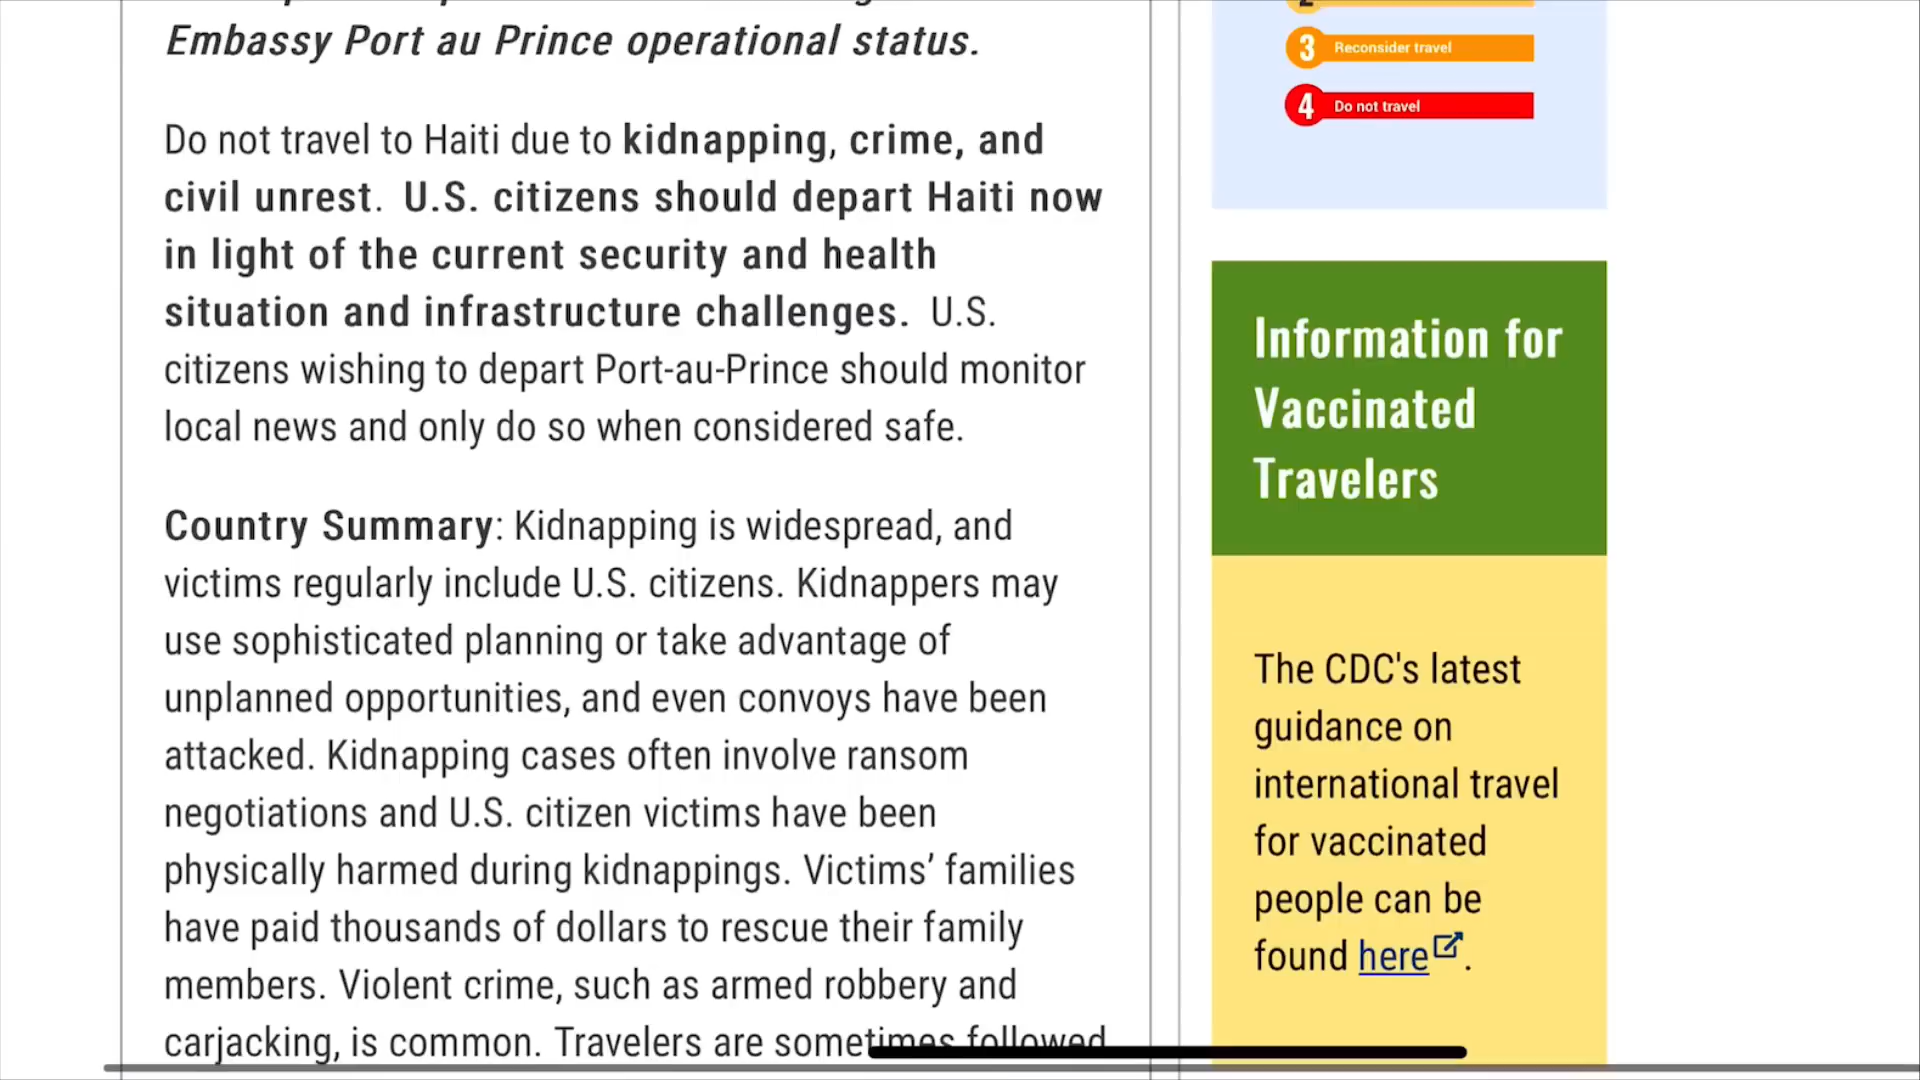 Embassy Port au Prince operational status.
Do not travel to Haiti due to kidnapping, crime, and
civil unrest. U.S. citizens should depart Haiti now
in light of the current security and health
situation and infrastructure challenges. U.S.
citizens wishing to depart Port-au-Prince should monitor
local news and only do so when considered safe.
Country Summary: Kidnapping is widespread, and
victims regularly include U.S. citizens. Kidnappers may
use sophisticated planning or take advantage of
unplanned opportunities, and even convoys have been
attacked. Kidnapping cases often involve ransom
negotiations and U.S. citizen victims have been
physically harmed during kidnappings. Victims’ families
have paid thousands of dollars to rescue their family
members. Violent crime, such as armed robbery and
carjacking, is common. Travelers are sometimes followed
3 Reconsider travel
4 Do not travel
Information for
Vaccinated
Travelers
The CDC's latest
guidance on
international travel
for vaccinated
people can be
found here.